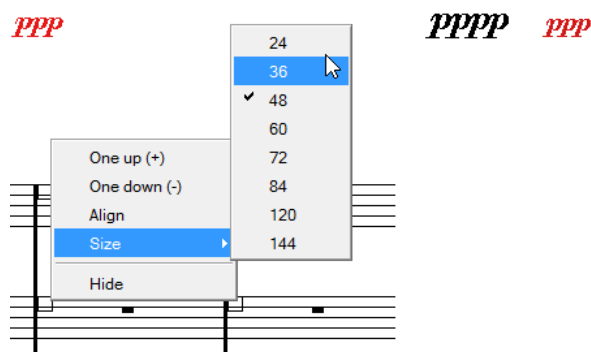 ppp
pppp ppp
24
36
✔ 48
60
72
84
120
144
One up (+)
One down (-)
Align
Size
Hide